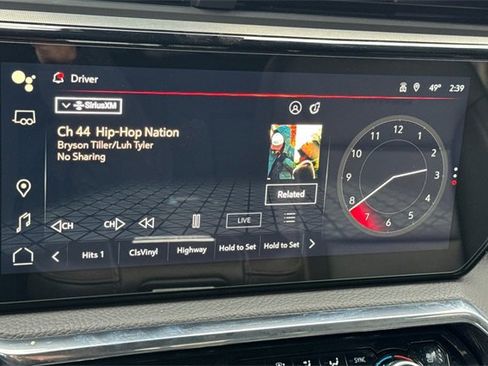 Driver
49° 2:39
SiriusXM
Ch 44 Hip-Hop Nation
Bryson Tiller/Luh Tyler
No Sharing
Related
12
1
2
3
4
5
6
7
8
9
10
11
CH CH LIVE
Hits 1 ClsVinyl Highway Hold to Set Hold to Set
SYNC